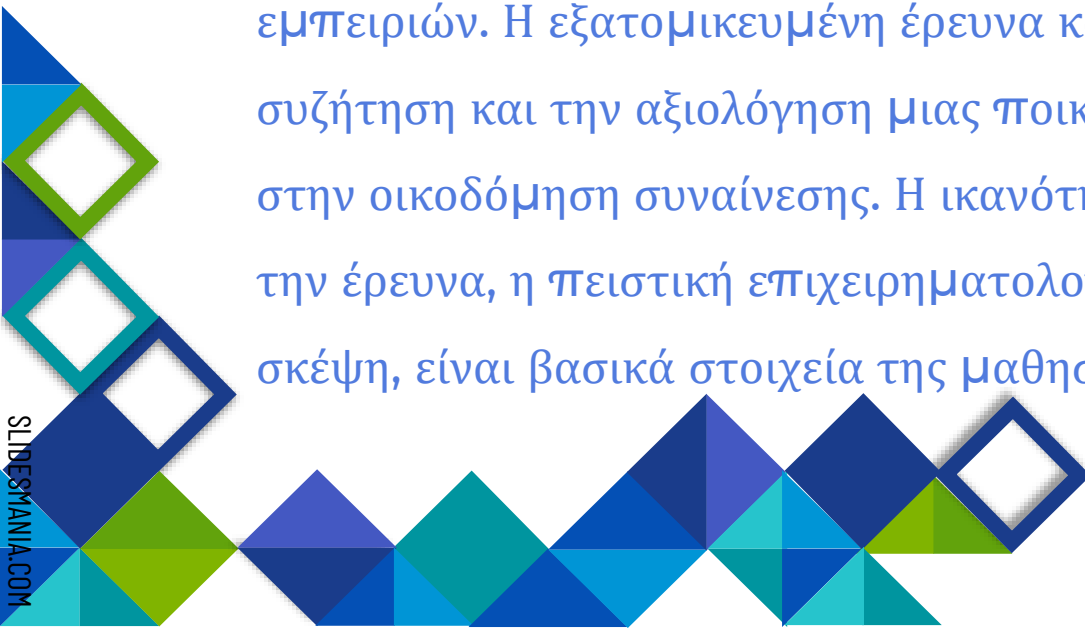 εμπειριών. Η εξατομικευμένη έρευνα κ
συζήτηση και την αξιολόγηση μιας ποικ
στην οικοδόμηση συναίνεσης. Η ικανότη
την έρευνα, η πειστική επιχειρηματολο
σκέψη, είναι βασικά στοιχεία της μαθησ
SLIDESMANIA.COM